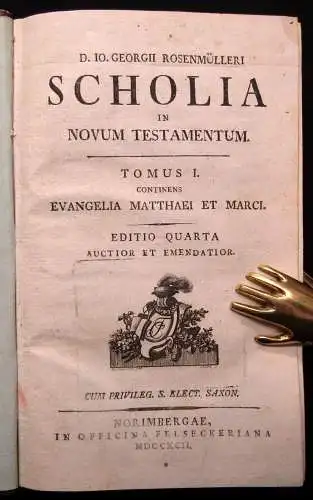 D. IO. GEORGII ROSENMÜLLERI
SCHOLIA
IN
NOVUM TESTAMENTUM.
TOMUS I.
CONTINENS
EVANGELIA MATTHAEI ET MARCI.
EDITIO QUARTA
AUCTIOR ET EMENDATIOR.
CUM PRIVILEG. S. ELECT. SAXON.
NORIMBERGAE,
IN OFFICINA FELSECKERIANA
MDCCXCII.